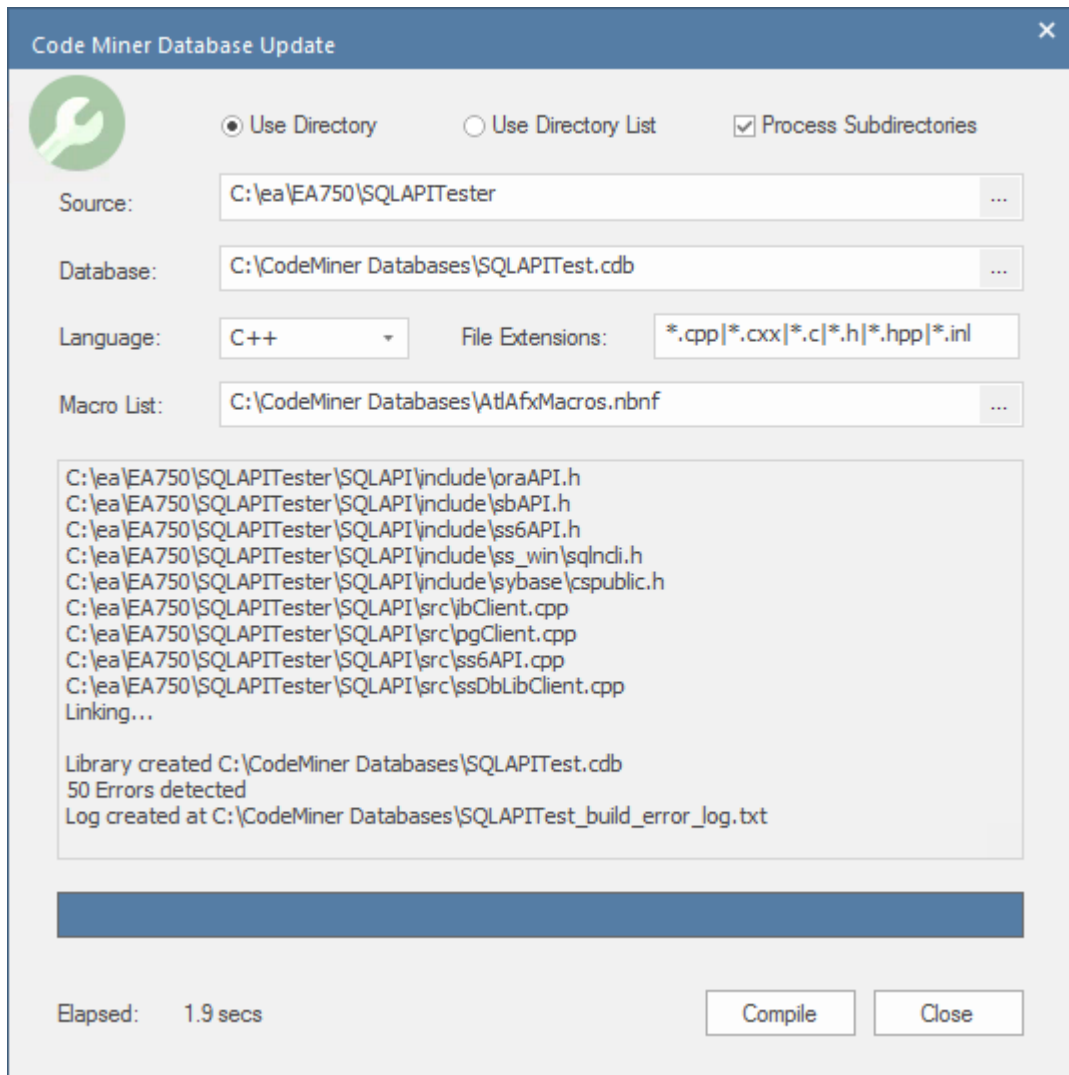 Code Miner Database Update
Use Directory Use Directory List Process Subdirectories
Source: C:\ea\EA750\SQLAPITester ...
Database: C:\CodeMiner Databases\SQLAPITest.cdb ...
Language: C++ File Extensions: *.cpp|*.cxx|*.c|*.h|*.hpp|*.inl
Macro List: C:\CodeMiner Databases\AtlAfxMacros.nbnf ...
C:\ea\EA750\SQLAPITester\SQLAPI\include\oraAPI.h
C:\ea\EA750\SQLAPITester\SQLAPI\include\sbAPI.h
C:\ea\EA750\SQLAPITester\SQLAPI\include\ss6API.h
C:\ea\EA750\SQLAPITester\SQLAPI\include\ss_win\sqlncli.h
C:\ea\EA750\SQLAPITester\SQLAPI\include\sybase\cspublic.h
C:\ea\EA750\SQLAPITester\SQLAPI\src\ibClient.cpp
C:\ea\EA750\SQLAPITester\SQLAPI\src\pgClient.cpp
C:\ea\EA750\SQLAPITester\SQLAPI\src\ss6API.cpp
C:\ea\EA750\SQLAPITester\SQLAPI\src\ssDbLibClient.cpp
Linking...
Library created C:\CodeMiner Databases\SQLAPITest.cdb
50 Errors detected
Log created at C:\CodeMiner Databases\SQLAPITest_build_error_log.txt
Elapsed: 1.9 secs Compile Close